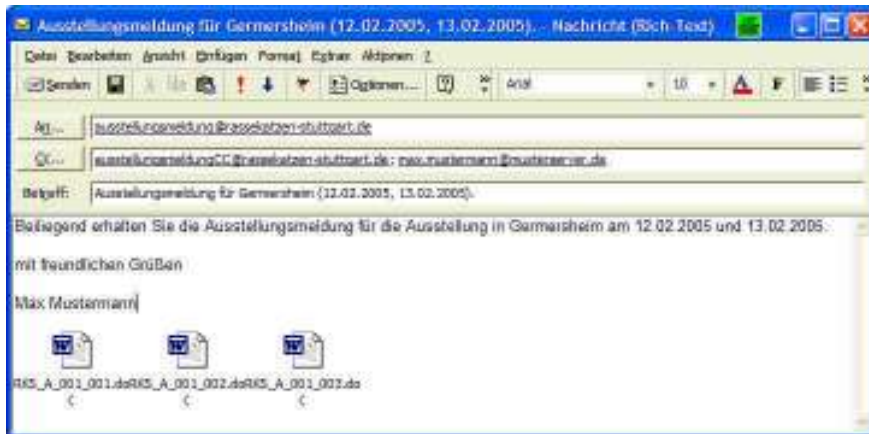 Ausstellungsmeldung für Germersheim (12.02.2005, 13.02.2005). - Nachricht (Rich-Text)
Datei Bearbeiten Ansicht Einfügen Format Extras Aktionen ?
Senden Optionen... Arial 10 F
An... ausstellungsmeldung@rassekatzen-stuttgart.de
CC... ausstellungsmeldungCC@rassekatzen-stuttgart.de; max.mustermann@musterserver.de
Betreff: Ausstellungsmeldung für Germersheim (12.02.2005, 13.02.2005).
Beiliegend erhalten Sie die Ausstellungsmeldung für die Ausstellung in Germersheim am 12.02.2005 und 13.02.2005.
mit freundlichen Grüßen
Max Mustermann
RKS_A_001_001.do RKS_A_001_002.do RKS_A_001_003.do
c c c